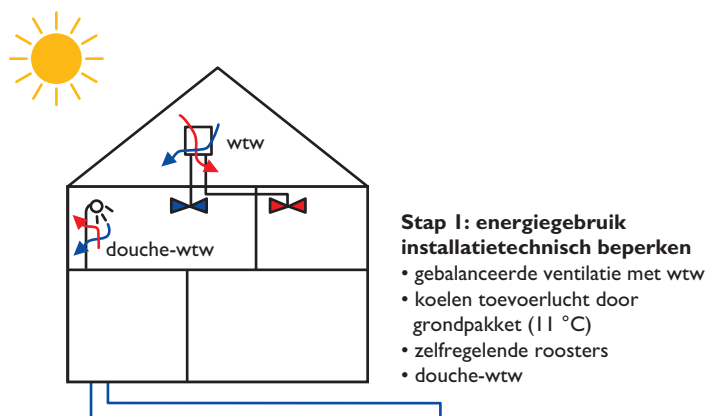 wtw
douche-wtw
Stap 1: energiegebruik
installatietechnisch beperken
• gebalanceerde ventilatie met wtw
• koelen toevoerlucht door
grondpakket (11 °C)
• zelfregelende roosters
• douche-wtw